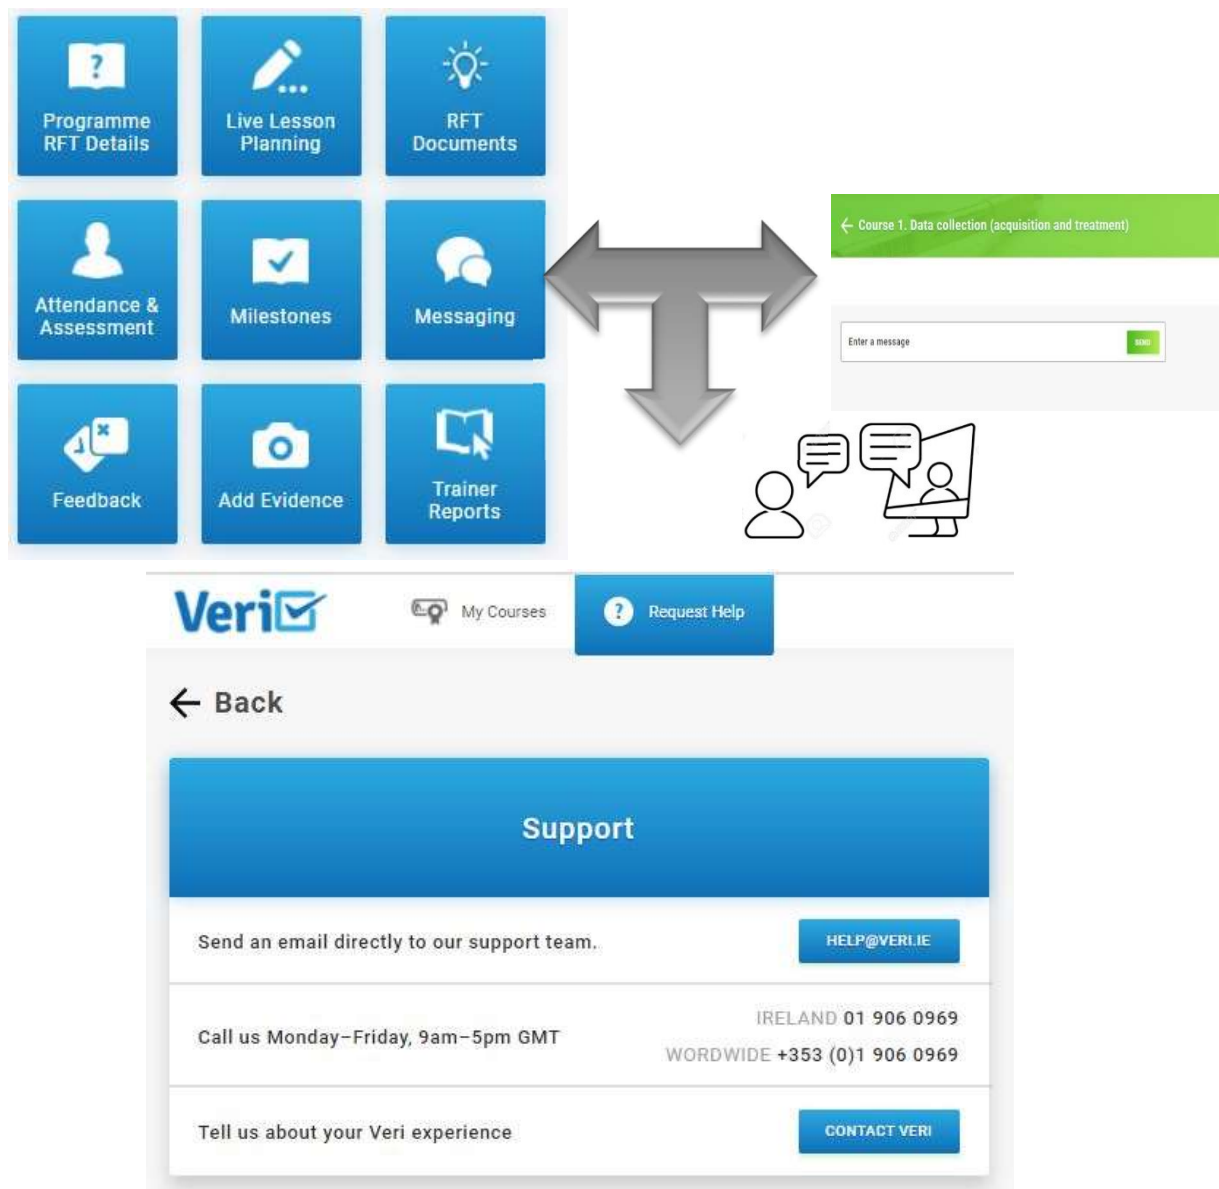 ?
Programme
RFT Details
Live Lesson
Planning
RFT
Documents
Attendance &
Assessment
Milestones
Messaging
Feedback
Add Evidence
Trainer
Reports
Course 1. Data collection (acquisition and treatment)
Enter a message
SEND
Veri
My Courses
? Request Help
Back
Support
Send an email directly to our support team.
HELP@VERI.IE
Call us Monday–Friday, 9am–5pm GMT
IRELAND 01 906 0969
WORDWIDE +353 (0)1 906 0969
Tell us about your Veri experience
CONTACT VERI